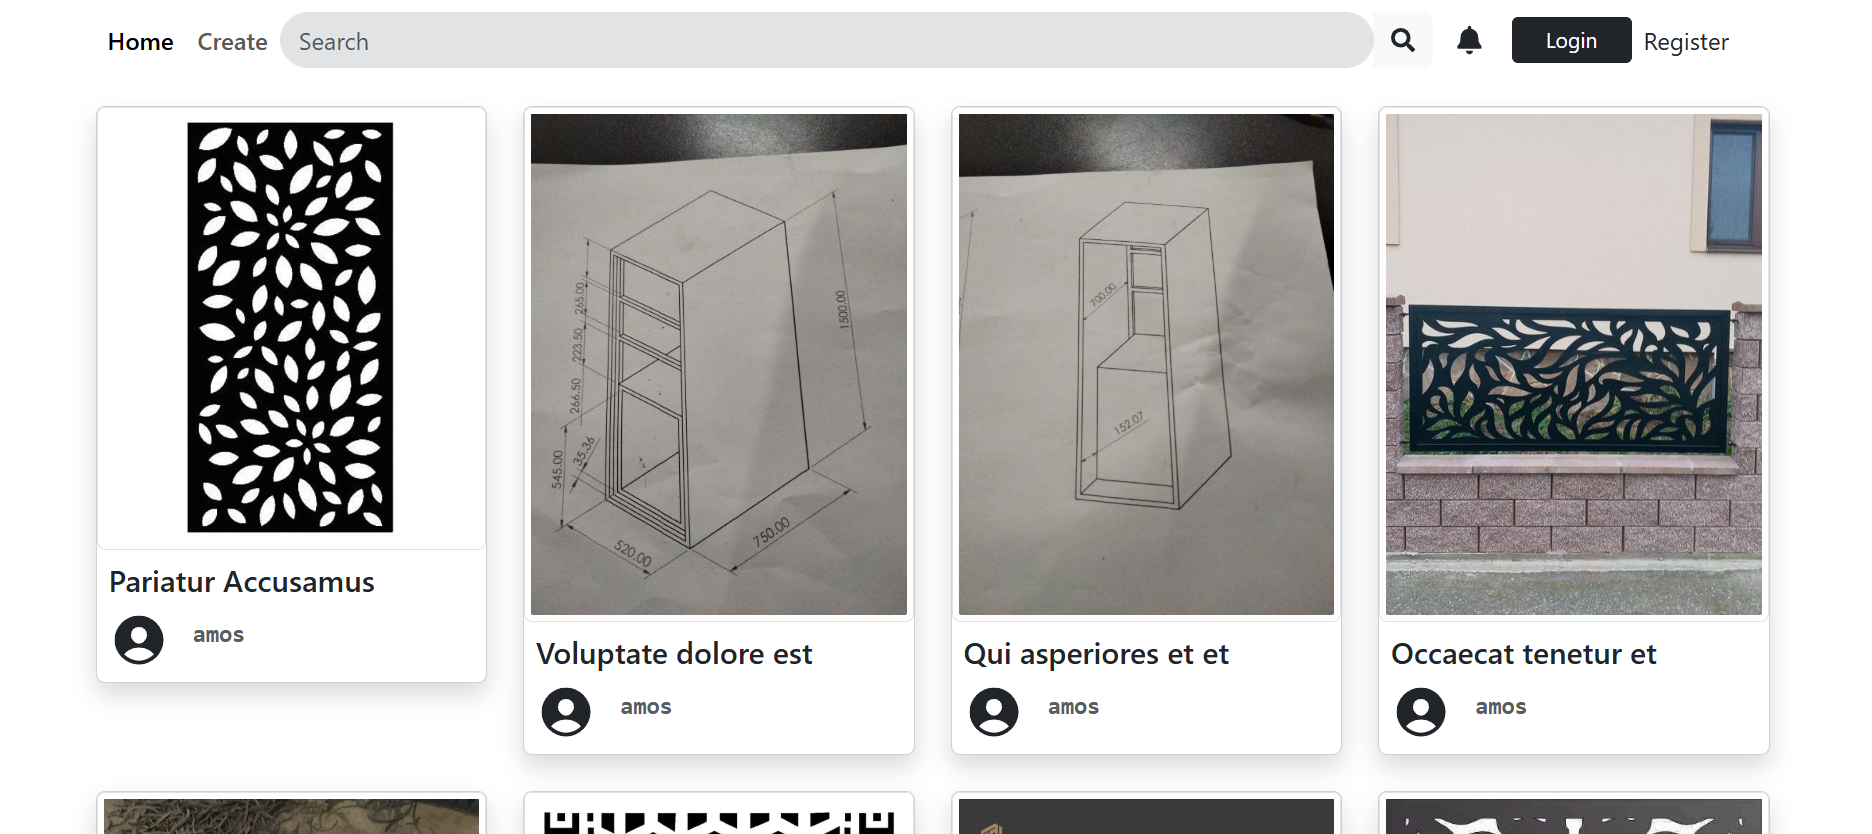 Home Create Search Login Register
Pariatur Accusamus
amos
265.00
223.50
266.50
35.36
545.00
520.00
750.00
1500.00
Voluptate dolore est
amos
700.00
152.07
Qui asperiores et et
amos
Occaecat tenetur et
amos